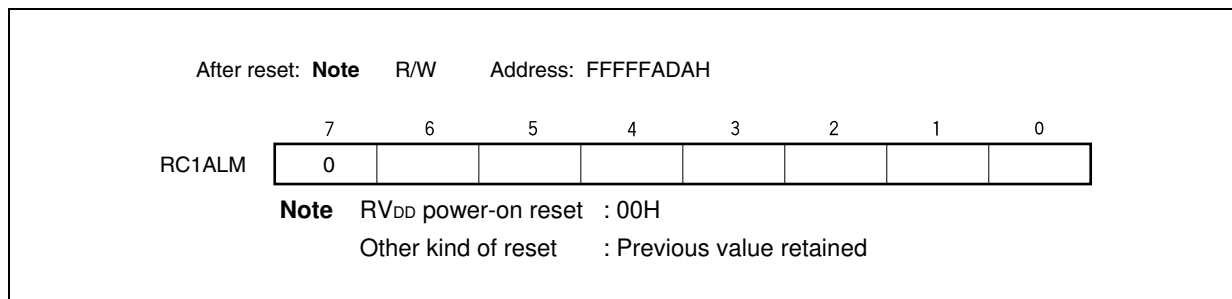 After reset: Note R/W Address: FFFFFADAH
7 6 5 4 3 2 1 0
RC1ALM 0
Note RVDD power-on reset : 00H
Other kind of reset : Previous value retained